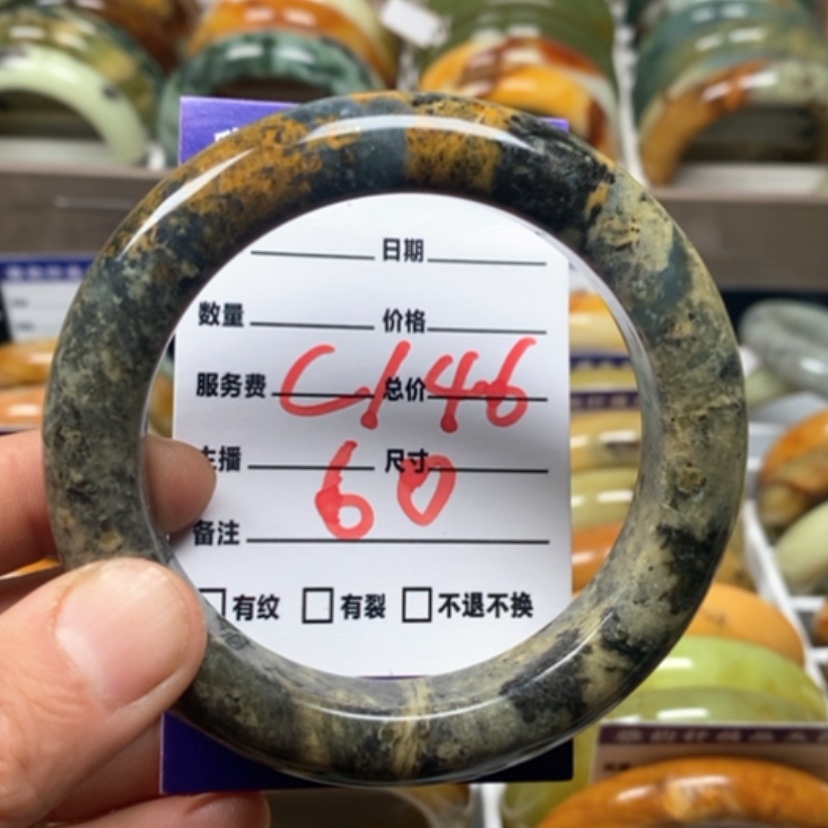 日期
数量 价格
服务费 总价
C146
主播 尺寸
60
备注
有纹 有裂 不退不换